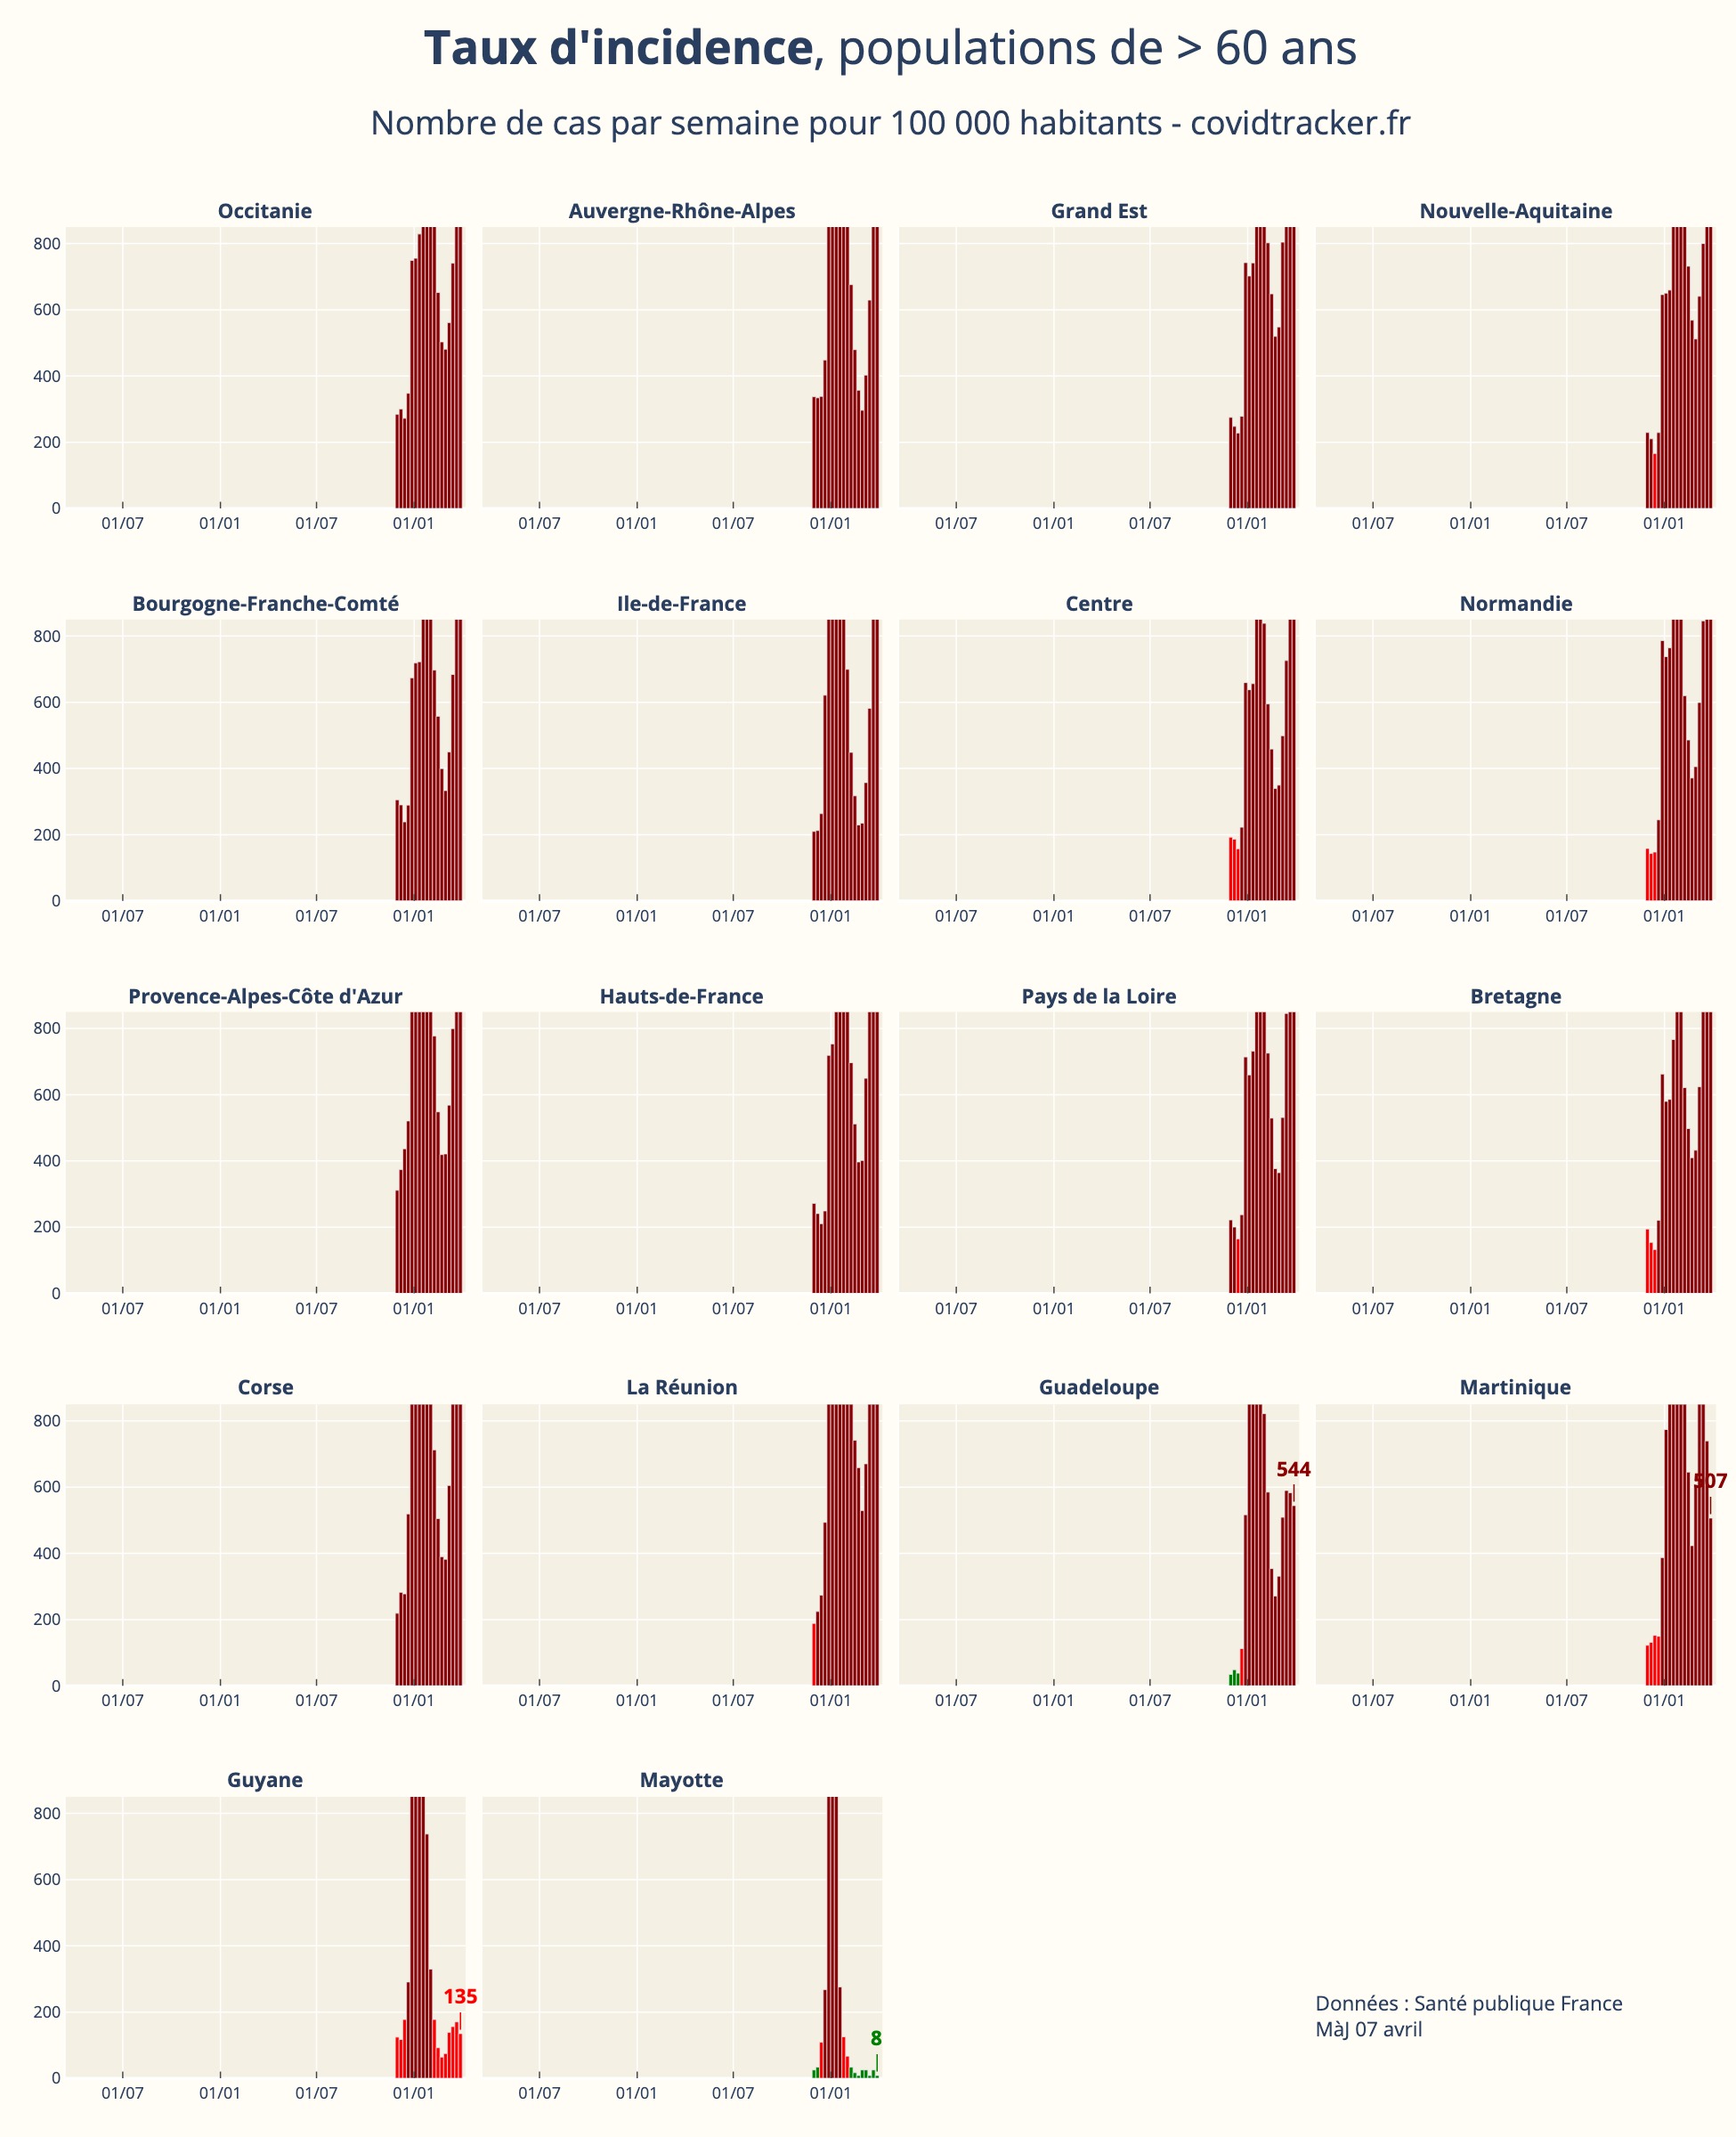 Taux d'incidence, populations de > 60 ans
Nombre de cas par semaine pour 100 000 habitants - covidtracker.fr
Occitanie Auvergne-Rhône-Alpes Grand Est Nouvelle-Aquitaine
800
600
400
200
0
01/07 01/01 01/07 01/01 01/07 01/01 01/07 01/01 01/07 01/01 01/07 01/01 01/07 01/01 01/07 01/01
Bourgogne-Franche-Comté Ile-de-France Centre Normandie
800
600
400
200
0
01/07 01/01 01/07 01/01 01/07 01/01 01/07 01/01 01/07 01/01 01/07 01/01 01/07 01/01 01/07 01/01
Provence-Alpes-Côte d'Azur Hauts-de-France Pays de la Loire Bretagne
800
600
400
200
0
01/07 01/01 01/07 01/01 01/07 01/01 01/07 01/01 01/07 01/01 01/07 01/01 01/07 01/01 01/07 01/01
Corse La Réunion Guadeloupe Martinique
800
544
507
600
400
200
0
01/07 01/01 01/07 01/01 01/07 01/01 01/07 01/01 01/07 01/01 01/07 01/01 01/07 01/01 01/07 01/01
Guyane Mayotte
800
600
400
200
135
8
0
01/07 01/01 01/07 01/01 01/07 01/01 01/07 01/01
Données : Santé publique France
MàJ 07 avril